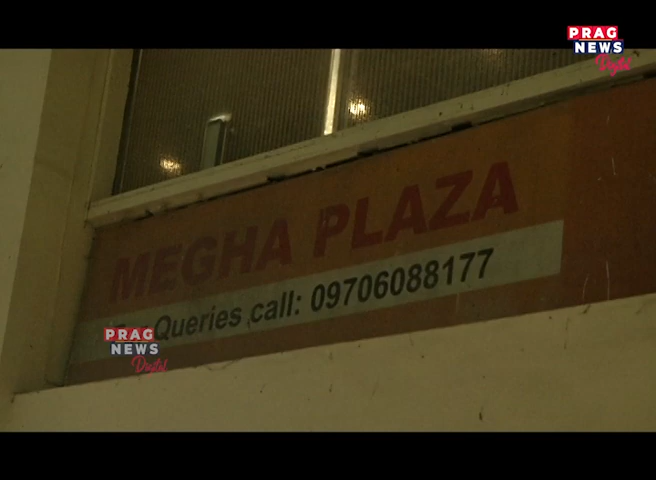 PRAG
NEWS
Digital
MEGHA PLAZA
Queries call: 09706088177
PRAG
NEWS
Digital